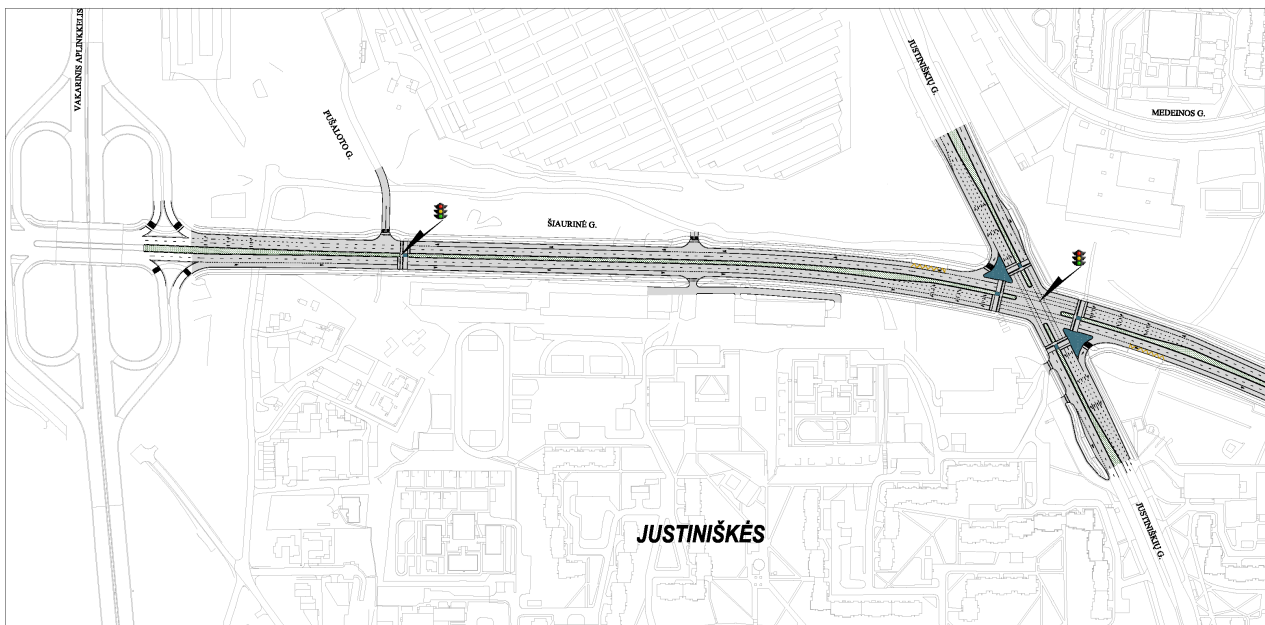 VAKARINIS APLINKKELIS
PUŠALOTO G.
ŠIAURINĖ G.
JUSTINIŠKIŲ G.
MEDEINOS G.
JUSTINIŠKĖS
JUSTINIŠKIŲ G.